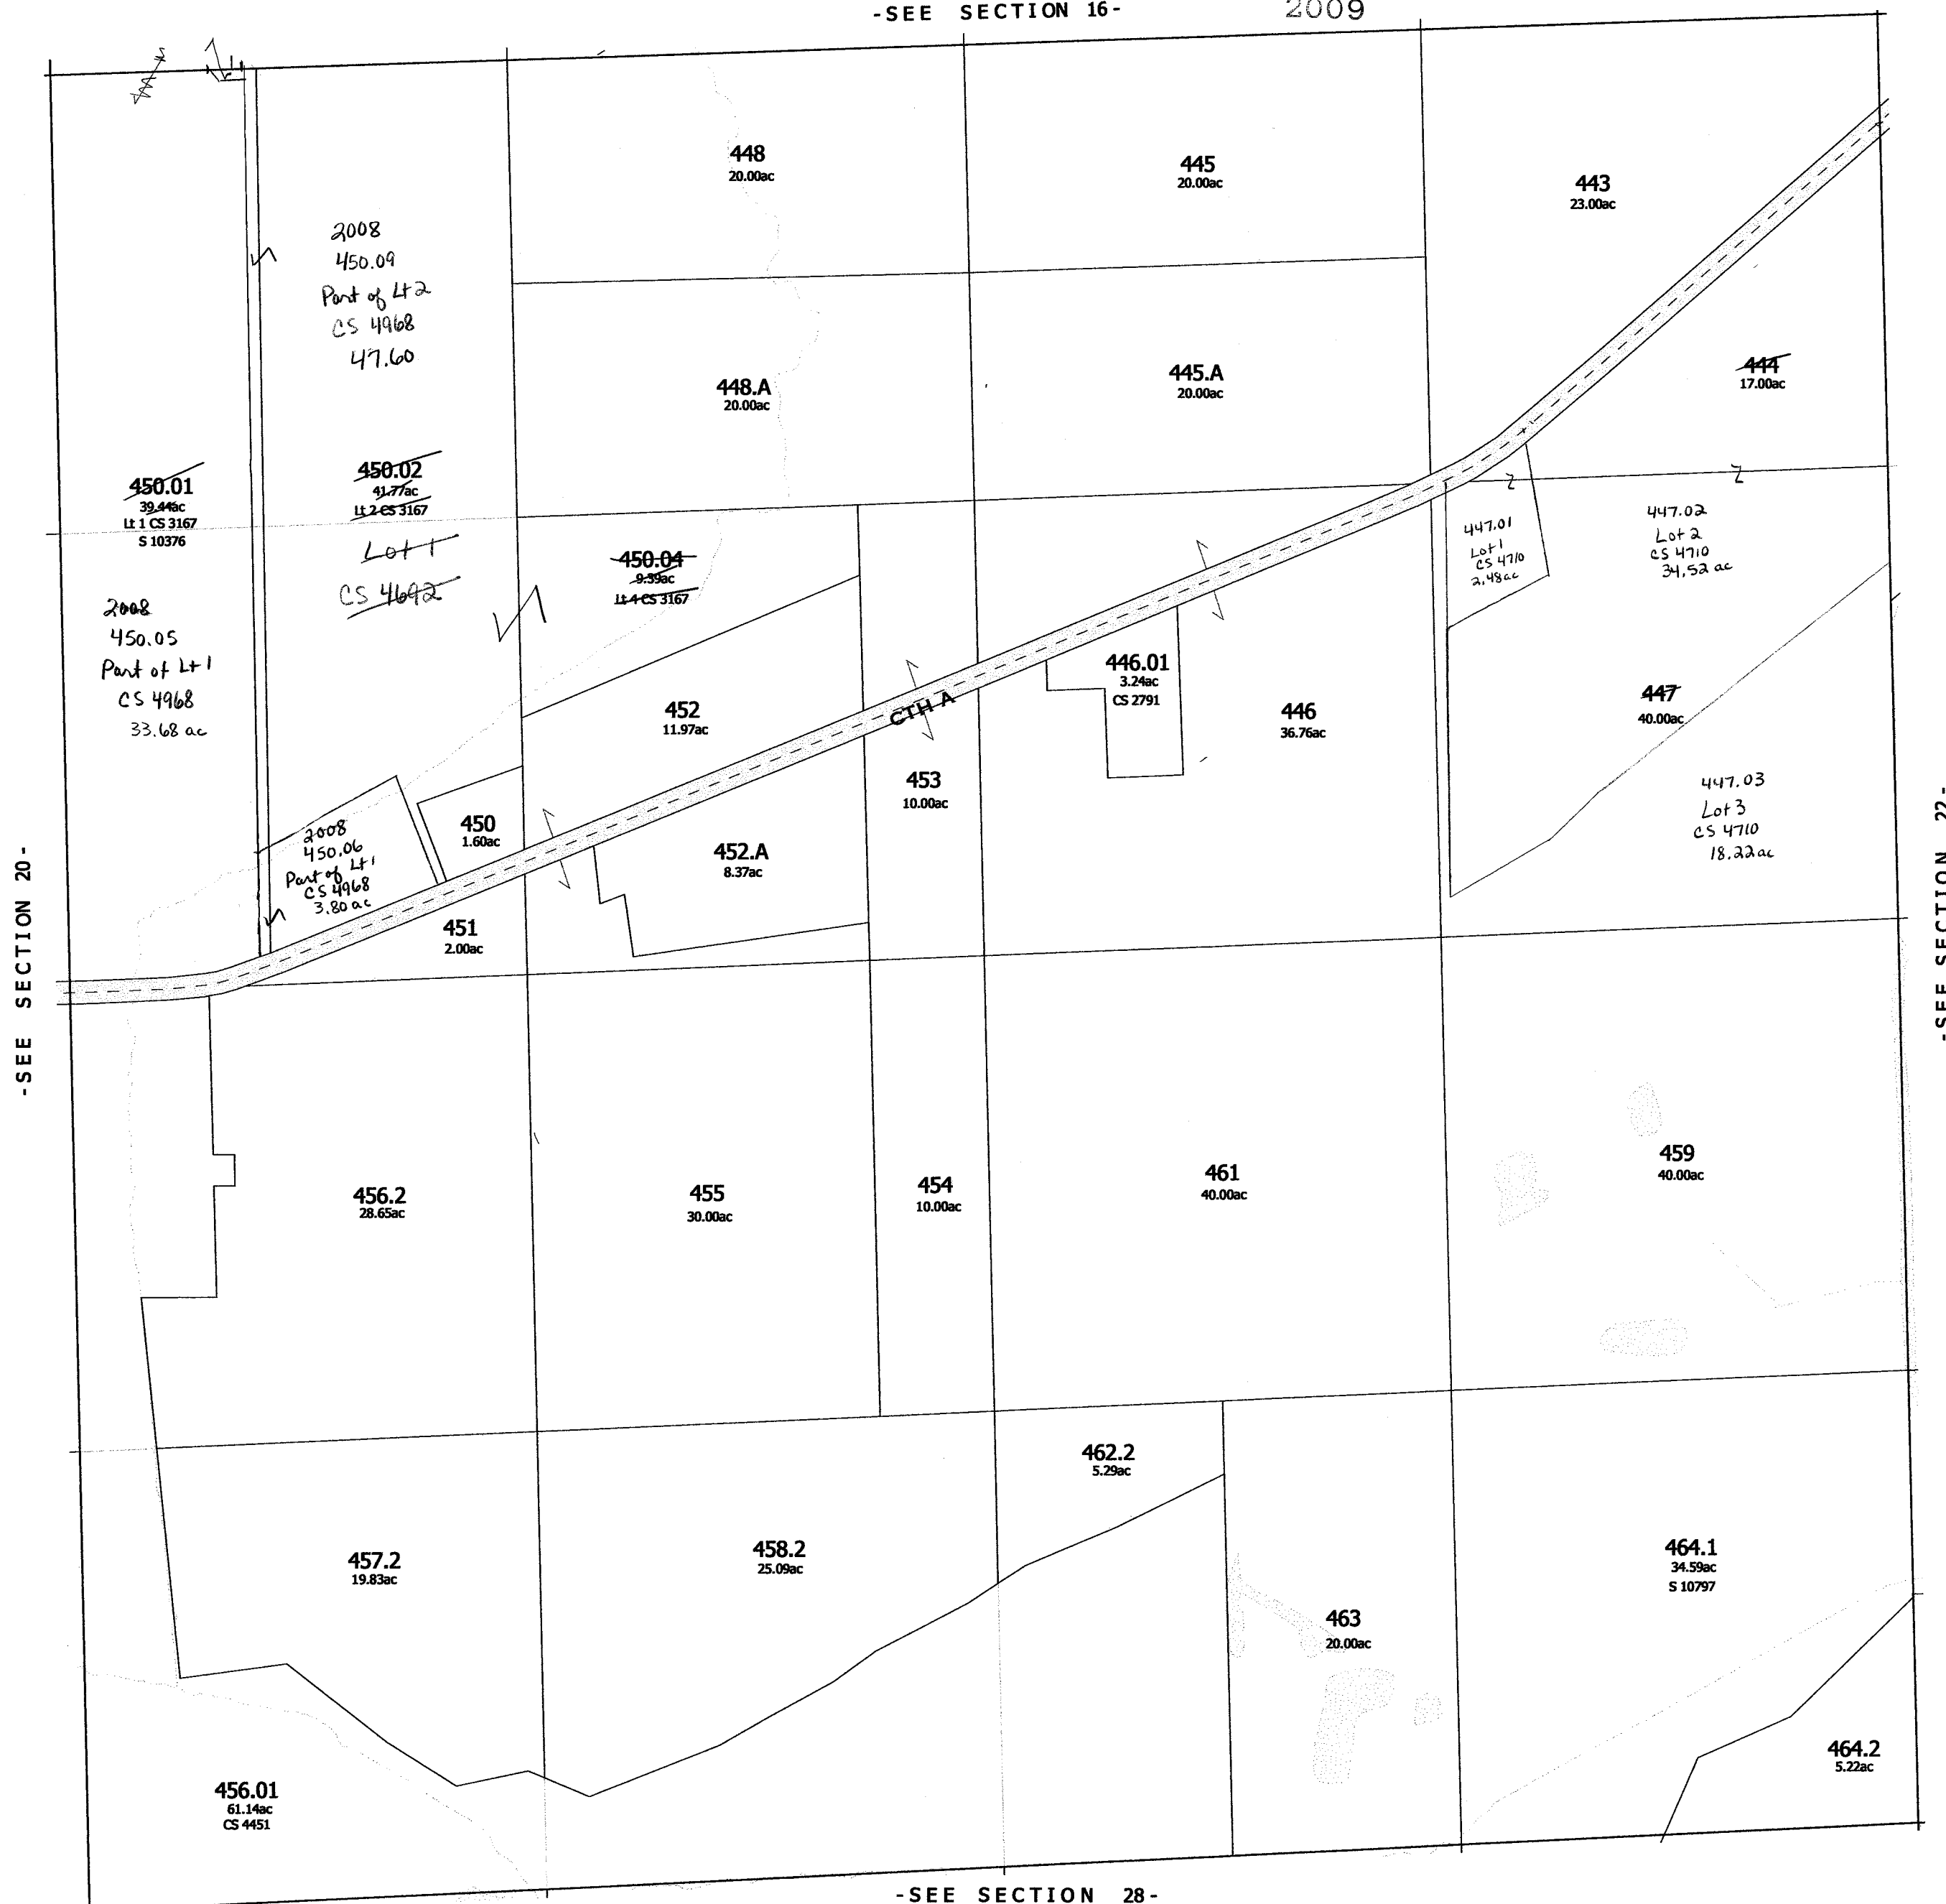 -SEE SECTION 16-
2009
448
20.00ac
445
20.00ac
443
23.00ac
2008
450.09
Part of Lt 2
CS 4968
47.60
448.A
20.00ac
445.A
20.00ac
444
17.00ac
450.01
39.44ac
Lt 1 CS 3167
S 10376
450.02
41.77ac
Lt 2 CS 3167
Lot 1
CS 4692
450.04
9.39ac
Lt 4 CS 3167
447.01
Lot 1
CS 4710
2.48ac
447.02
Lot 2
CS 4710
34.52 ac
2008
450.05
Part of Lt 1
CS 4968
33.68 ac
452
11.97ac
CTH A
446.01
3.24ac
CS 2791
446
36.76ac
447
40.00ac
453
10.00ac
447.03
Lot 3
CS 4710
18.22ac
2008
450.06
Part of Lt 1
CS 4968
3.80 ac
450
1.60ac
452.A
8.37ac
451
2.00ac
-SEE SECTION 20-
-SEE SECTION 22-
456.2
28.65ac
455
30.00ac
454
10.00ac
461
40.00ac
459
40.00ac
462.2
5.29ac
457.2
19.83ac
458.2
25.09ac
463
20.00ac
464.1
34.59ac
S 10797
456.01
61.14ac
CS 4451
464.2
5.22ac
-SEE SECTION 28-